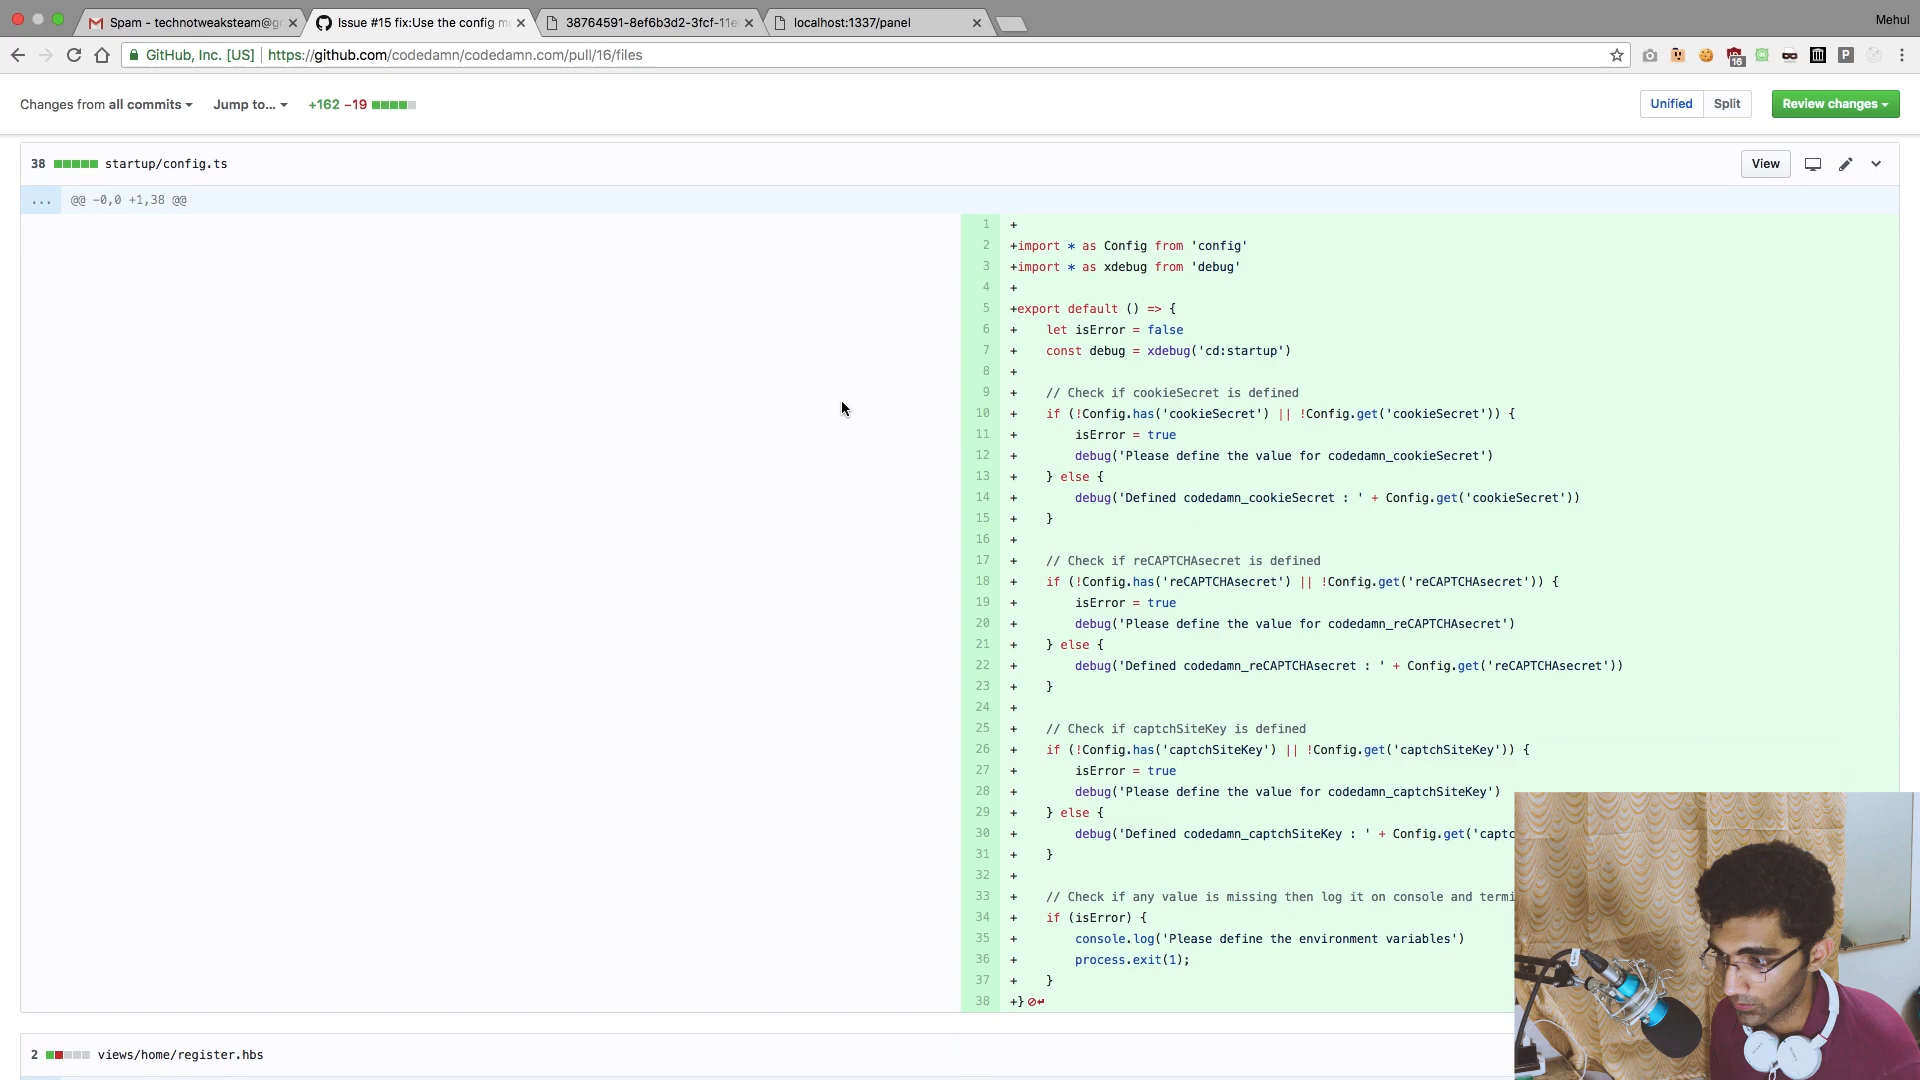 Spam - technotweaksteam@g
Issue #15 fix:Use the config m
38764591-8ef6b3d2-3fcf-11e
localhost:1337/panel
Mehul
GitHub, Inc. [US]
https://github.com/codedamn/codedamn.com/pull/16/files
16
P
Changes from all commits
Jump to...
+162 −19
Unified
Split
Review changes
38
startup/config.ts
View
...
@@ -0,0 +1,38 @@
1 +
2 +import * as Config from 'config'
3 +import * as xdebug from 'debug'
4 +
5 +export default () => {
6 + let isError = false
7 + const debug = xdebug('cd:startup')
8 +
9 + // Check if cookieSecret is defined
10 + if (!Config.has('cookieSecret') || !Config.get('cookieSecret')) {
11 + isError = true
12 + debug('Please define the value for codedamn_cookieSecret')
13 + } else {
14 + debug('Defined codedamn_cookieSecret : ' + Config.get('cookieSecret'))
15 + }
16 +
17 + // Check if reCAPTCHAsecret is defined
18 + if (!Config.has('reCAPTCHAsecret') || !Config.get('reCAPTCHAsecret')) {
19 + isError = true
20 + debug('Please define the value for codedamn_reCAPTCHAsecret')
21 + } else {
22 + debug('Defined codedamn_reCAPTCHAsecret : ' + Config.get('reCAPTCHAsecret'))
23 + }
24 +
25 + // Check if captchSiteKey is defined
26 + if (!Config.has('captchSiteKey') || !Config.get('captchSiteKey')) {
27 + isError = true
28 + debug('Please define the value for codedamn_captchSiteKey')
29 + } else {
30 + debug('Defined codedamn_captchSiteKey : ' + Config.get('captc
31 + }
32 +
33 + // Check if any value is missing then log it on console and termi
34 + if (isError) {
35 + console.log('Please define the environment variables')
36 + process.exit(1);
37 + }
38 +}
2
views/home/register.hbs